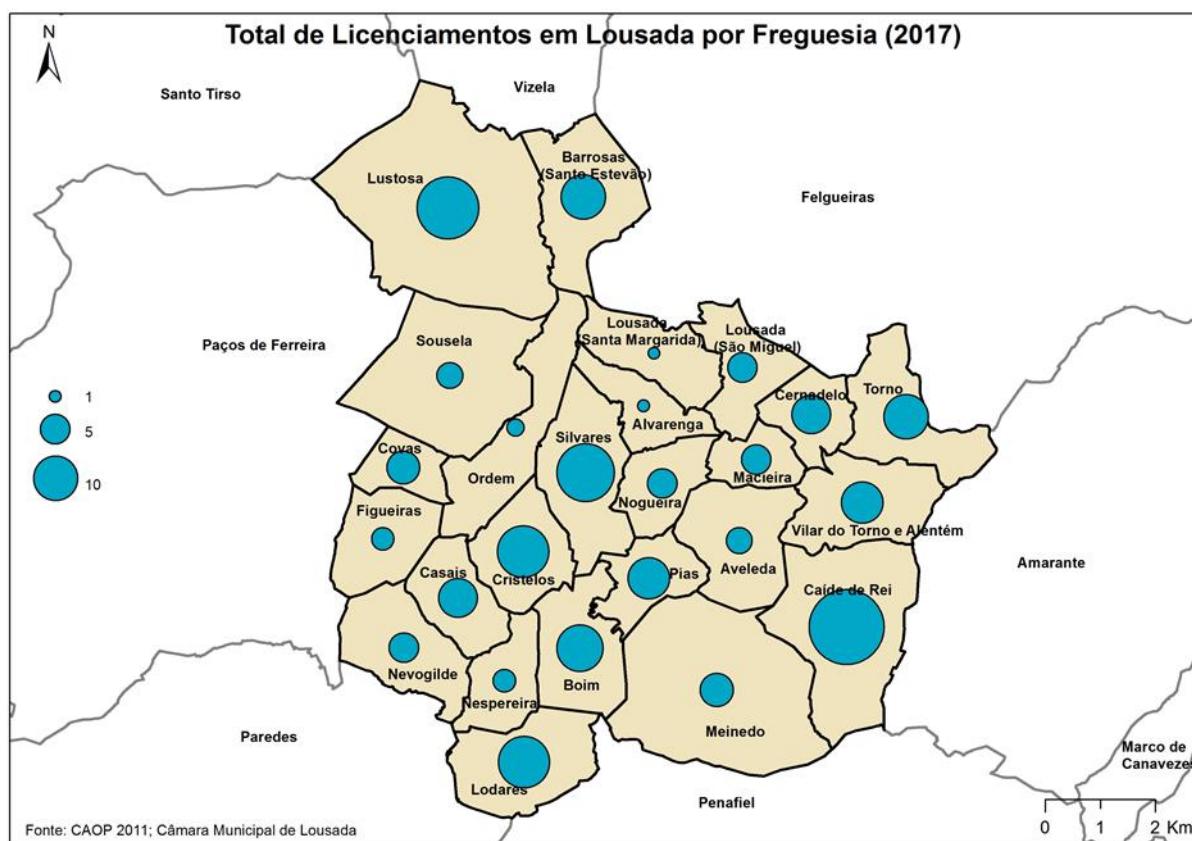 Total de Licenciamentos em Lousada por Freguesia (2017)
N
Santo Tirso
Vizela
Barrosas
(Santo Estevão)
Lustosa
Felgueiras
Lousada
(Santa Margarida)
Lousada
(São Miguel)
Paços de Ferreira
Sousela
Cernadelo
Torno
1
5
10
Alvarenga
Silvares
Covas
Ordem
Nogueira
Macieira
Figueiras
Vilar do Torno e Alentém
Casais
Cristelos
Pias
Aveleda
Amarante
Caíde de Rei
Nevogilde
Nespereira
Boim
Meinedo
Paredes
Lodares
Penafiel
Marco de
Canavezes
0 1 2 Km
Fonte: CAOP 2011; Câmara Municipal de Lousada